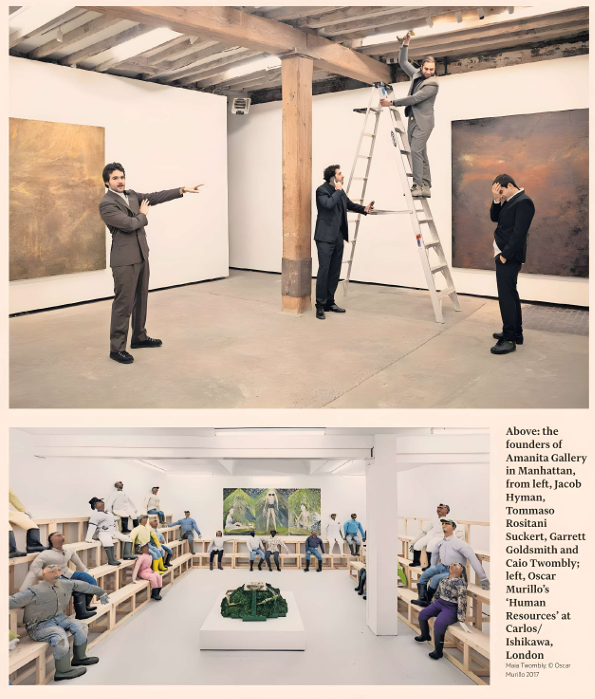 Above: the
founders of
Amanita Gallery
in Manhattan,
from left, Jacob
Hyman,
Tommaso
Rositani
Suckert, Garrett
Goldsmith and
Caio Twombly;
left, Oscar
Murillo's
‘Human
Resources’ at
Carlos/
Ishikawa,
London
Maia Twombly; © Oscar
Murillo 2017